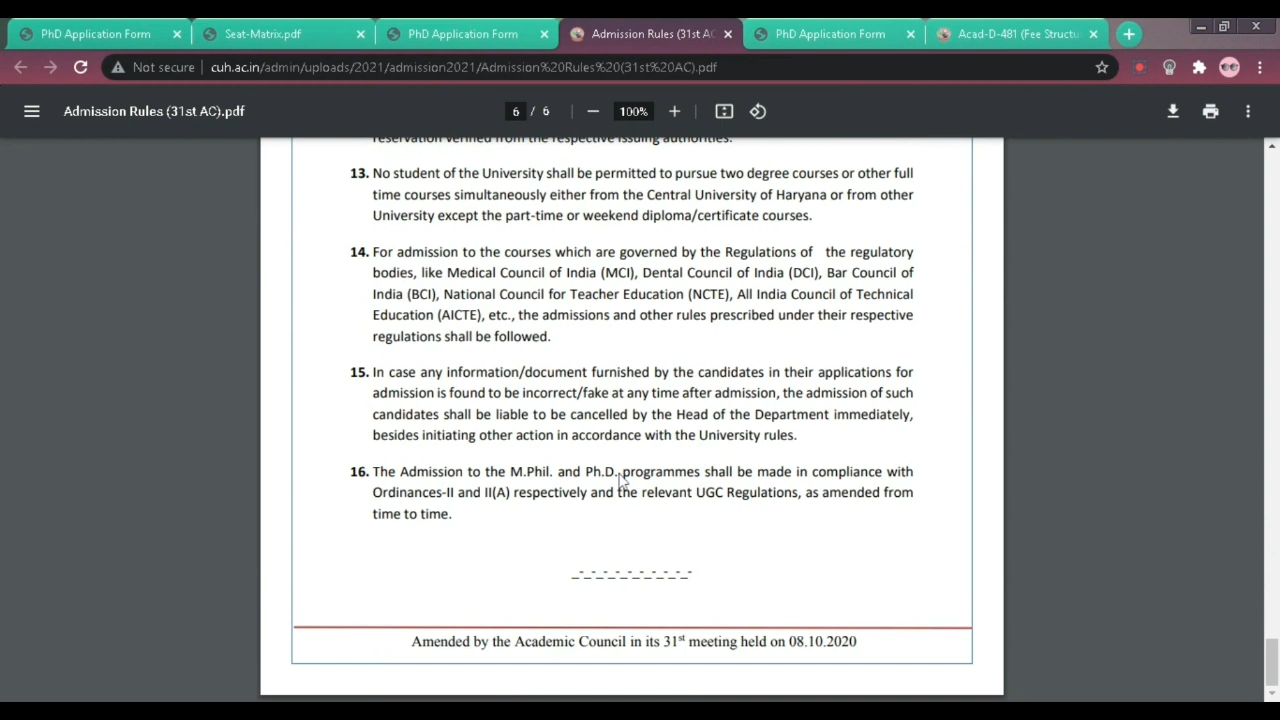 PhD Application Form
Seat-Matrix.pdf
PhD Application Form
Admission Rules (31st AC
PhD Application Form
Acad-D-481 (Fee Structu
Not secure
cuh.ac.in/admin/uploads/2021/admission2021/Admission%20Rules%20(31st%20AC).pdf
Admission Rules (31st AC).pdf
6 / 6
100%
reservation verified from the respective issuing authorities.
13. No student of the University shall be permitted to pursue two degree courses or other full
time courses simultaneously either from the Central University of Haryana or from other
University except the part-time or weekend diploma/certificate courses.
14. For admission to the courses which are governed by the Regulations of the regulatory
bodies, like Medical Council of India (MCI), Dental Council of India (DCI), Bar Council of
India (BCI), National Council for Teacher Education (NCTE), All India Council of Technical
Education (AICTE), etc., the admissions and other rules prescribed under their respective
regulations shall be followed.
15. In case any information/document furnished by the candidates in their applications for
admission is found to be incorrect/fake at any time after admission, the admission of such
candidates shall be liable to be cancelled by the Head of the Department immediately,
besides initiating other action in accordance with the University rules.
16. The Admission to the M.Phil. and Ph.D. programmes shall be made in compliance with
Ordinances-II and II(A) respectively and the relevant UGC Regulations, as amended from
time to time.
Amended by the Academic Council in its 31st meeting held on 08.10.2020